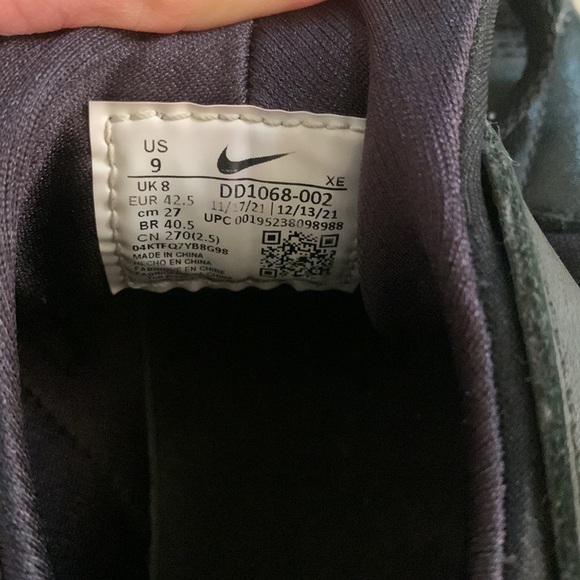 US
9
XE
UK 8 DD1068-002
EUR 42.5 11/17/21 12/13/21
cm 27 UPC 00195238098988
BR 40.5
CN 270(2.5)
04KTFQ7YB8G98
MADE IN CHINA
HECHO EN CHINA
FABRIQUÉ EN CHINE